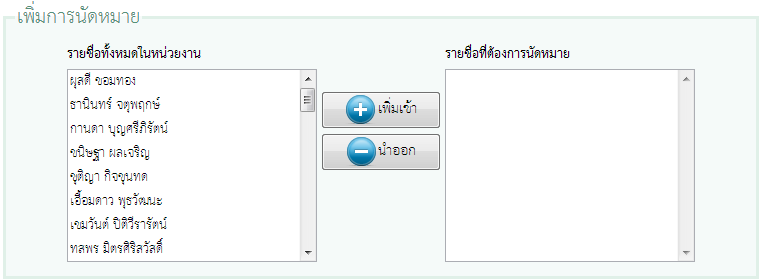 เพิ่มการนัดหมาย
รายชื่อทั้งหมดในหน่วยงาน
รายชื่อที่ต้องการนัดหมาย
ผุสดี ขอมทอง
ธานินทร์ จตุพฤกษ์
กานดา บุญศรีภิรัตน์
ขนิษฐา ผลเจริญ
ชุติญา กิจขุนทด
เอื้อมดาว พุธวัฒนะ
เขมวันต์ ปิติวีรารัตน์
ทลพร มิตรศิริสวัสดิ์
เพิ่มเข้า
นำออก